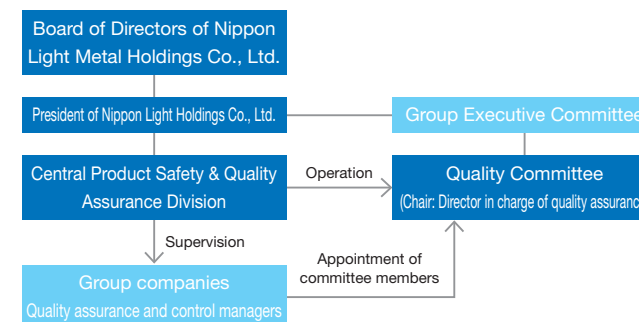 Board of Directors of Nippon
Light Metal Holdings Co., Ltd.
President of Nippon Light Holdings Co., Ltd.
Group Executive Committee
Central Product Safety & Quality
Assurance Division
Operation
Quality Committee
(Chair: Director in charge of quality assurance
Supervision
Appointment of
committee members
Group companies
Quality assurance and control managers